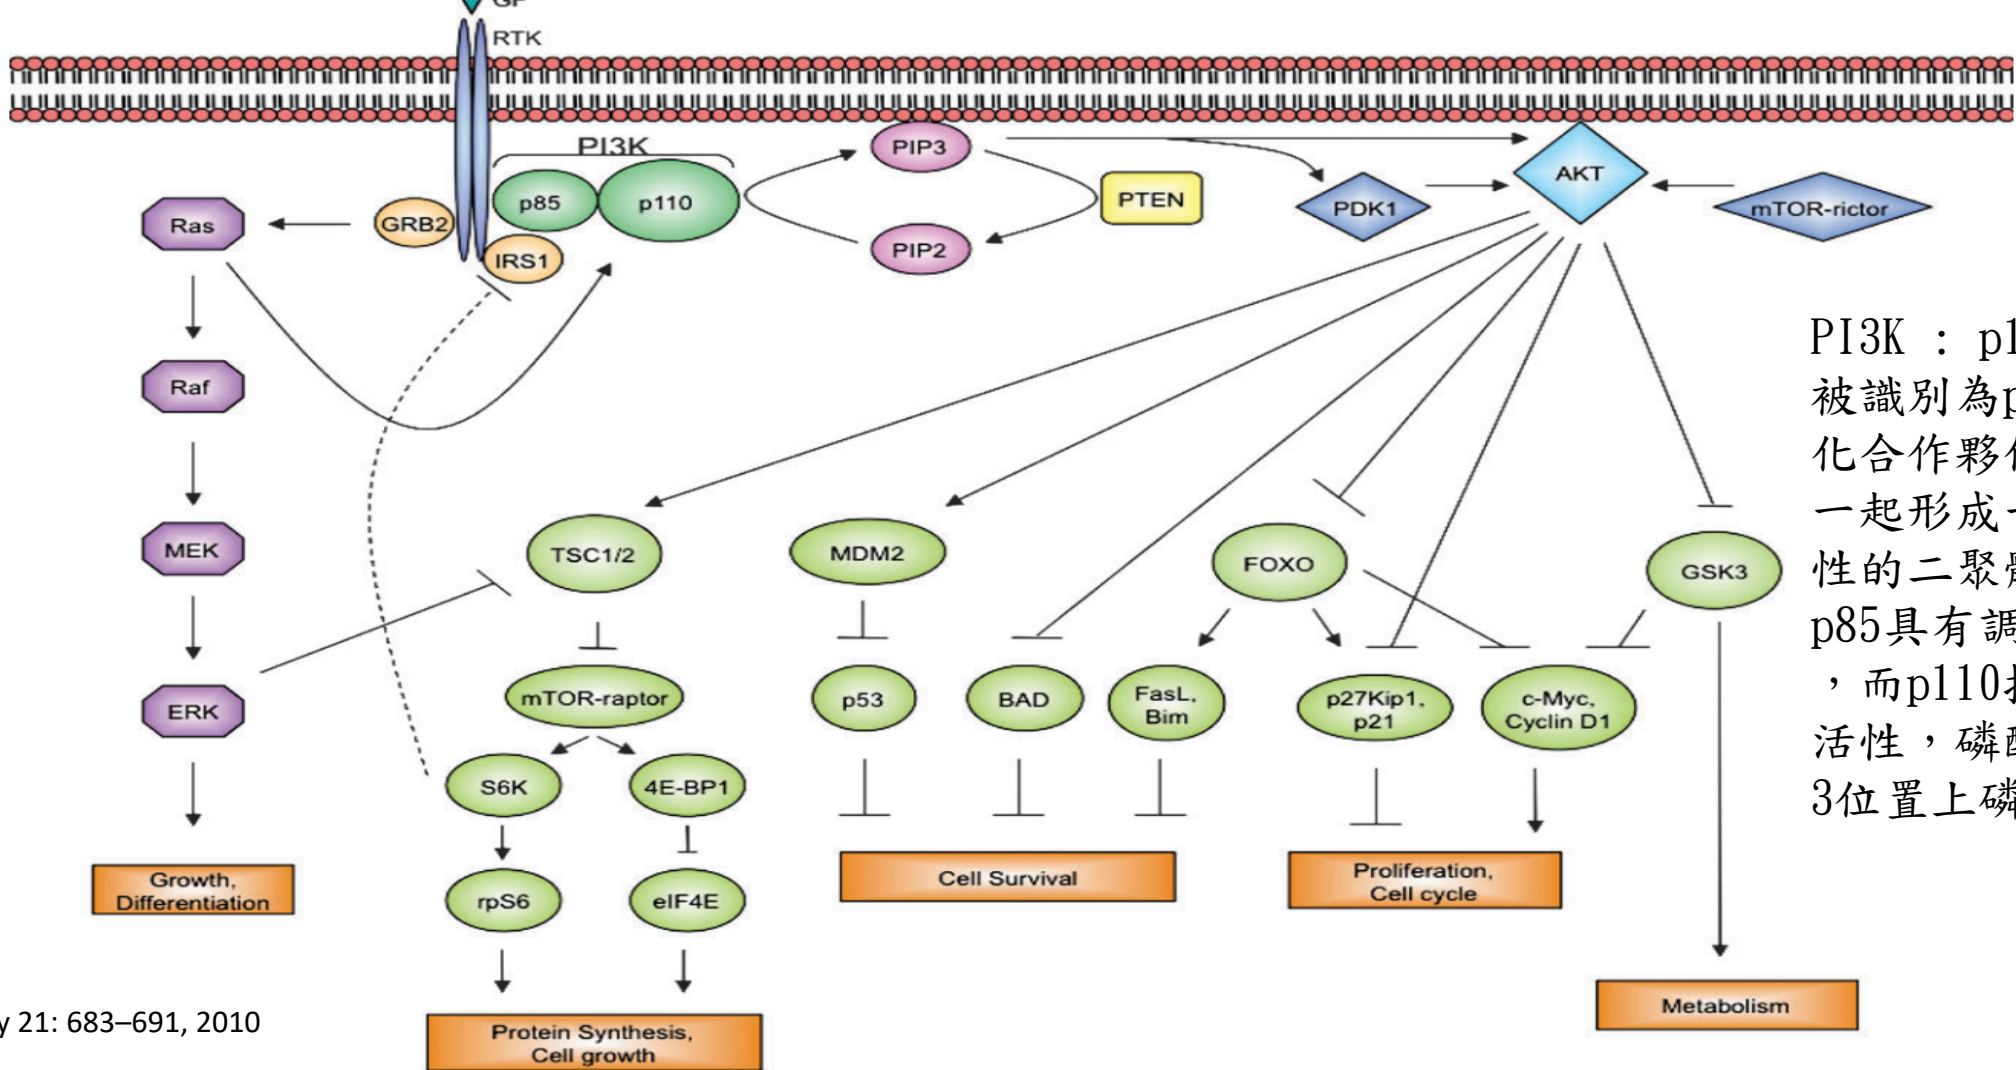 GF
RTK
PI3K
PIP3
AKT
p85
p110
PTEN
PDK1
mTOR-rictor
Ras
GRB2
PIP2
IRS1
PI3K : p1
被識別為p
化合作夥
一起形成
性的二聚
p85具有調
,而p110
活性,磷
3位置上磷
Raf
MEK
TSC1/2
MDM2
FOXO
GSK3
ERK
mTOR-raptor
p53
BAD
FasL,
Bim
p27Kip1,
p21
c-Myc,
Cyclin D1
S6K
4E-BP1
Growth,
Differentiation
rpS6
eIF4E
Cell Survival
Proliferation,
Cell cycle
Metabolism
y 21: 683–691, 2010
Protein Synthesis,
Cell growth